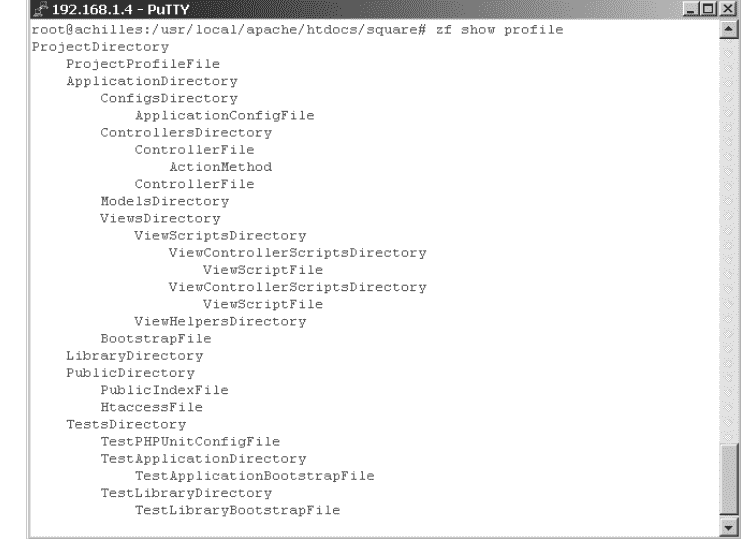 192.168.1.4 - PuTTY
root@achilles:/usr/local/apache/htdocs/square# zf show profile
ProjectDirectory
    ProjectProfileFile
    ApplicationDirectory
        ConfigsDirectory
            ApplicationConfigFile
        ControllersDirectory
            ControllerFile
                ActionMethod
            ControllerFile
        ModelsDirectory
        ViewsDirectory
            ViewScriptsDirectory
                ViewControllerScriptsDirectory
                    ViewScriptFile
                ViewControllerScriptsDirectory
                    ViewScriptFile
            ViewHelpersDirectory
        BootstrapFile
    LibraryDirectory
    PublicDirectory
        PublicIndexFile
        HtaccessFile
    TestsDirectory
        TestPHPUnitConfigFile
        TestApplicationDirectory
            TestApplicationBootstrapFile
        TestLibraryDirectory
            TestLibraryBootstrapFile